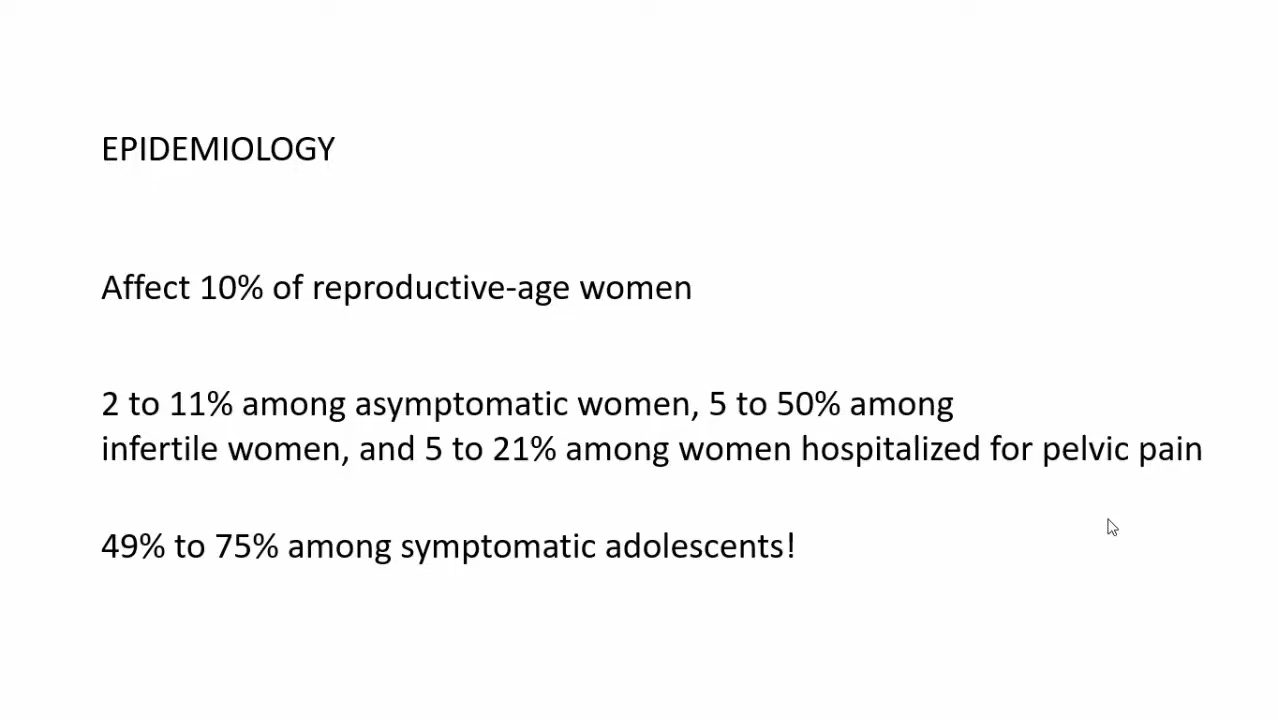 EPIDEMIOLOGY
Affect 10% of reproductive-age women
2 to 11% among asymptomatic women, 5 to 50% among
infertile women, and 5 to 21% among women hospitalized for pelvic pain
49% to 75% among symptomatic adolescents!